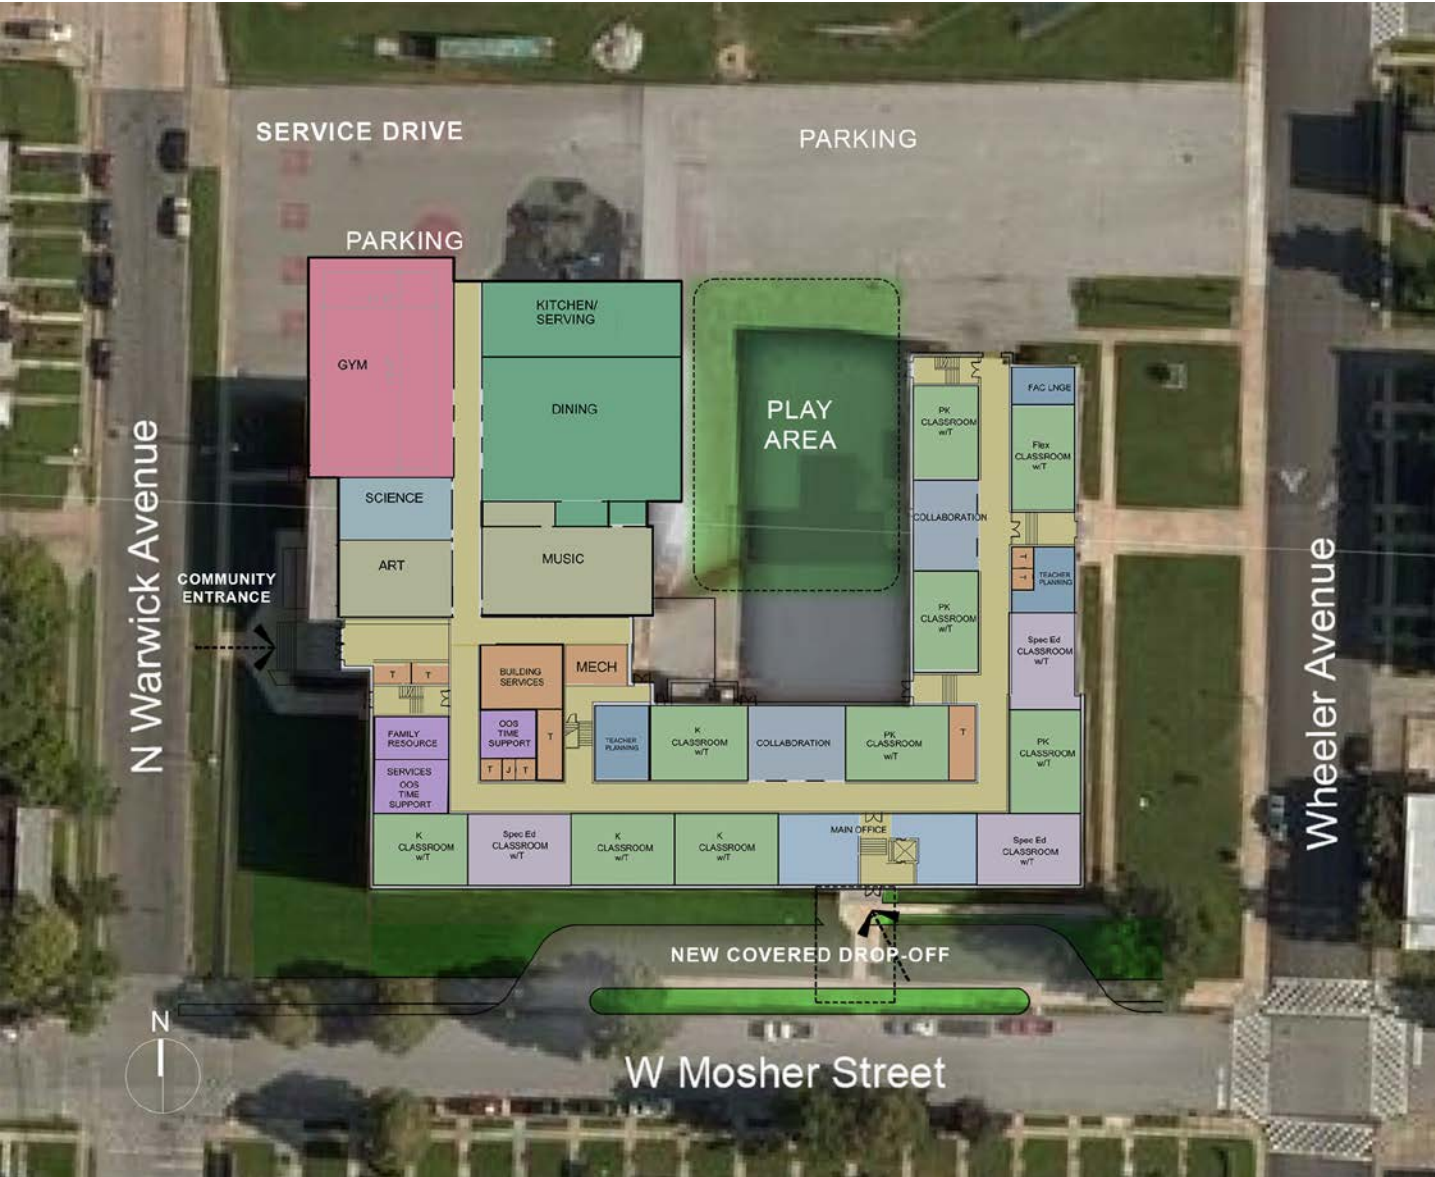 SERVICE DRIVE
PARKING
PARKING
GYM
KITCHEN/
SERVING
DINING
SCIENCE
ART
MUSIC
PLAY
AREA
PK
CLASSROOM
w/T
FAC LNGE
Flex
CLASSROOM
w/T
COLLABORATION
T
T
TEACHER
PLANNING
PK
CLASSROOM
w/T
Spec Ed
CLASSROOM
w/T
N Warwick Avenue
COMMUNITY
ENTRANCE
Wheeler Avenue
T
T
BUILDING
SERVICES
MECH
FAMILY
RESOURCE
OOS
TIME
SUPPORT
T
T
J
T
SERVICES
OOS
TIME
SUPPORT
TEACHER
PLANNING
K
CLASSROOM
w/T
COLLABORATION
PK
CLASSROOM
w/T
T
PK
CLASSROOM
w/T
K
CLASSROOM
w/T
Spec Ed
CLASSROOM
w/T
K
CLASSROOM
w/T
K
CLASSROOM
w/T
MAIN OFFICE
Spec Ed
CLASSROOM
w/T
NEW COVERED DROP-OFF
N
W Mosher Street